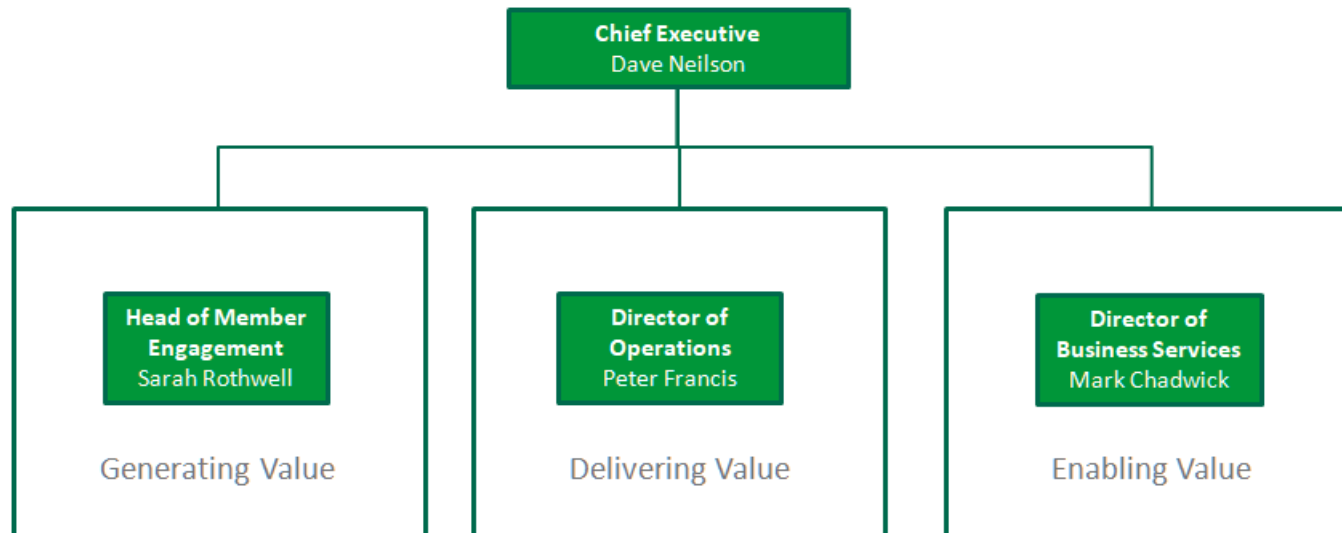 Chief Executive
Dave Neilson
Head of Member
Engagement
Sarah Rothwell
Generating Value
Director of
Operations
Peter Francis
Delivering Value
Director of
Business Services
Mark Chadwick
Enabling Value